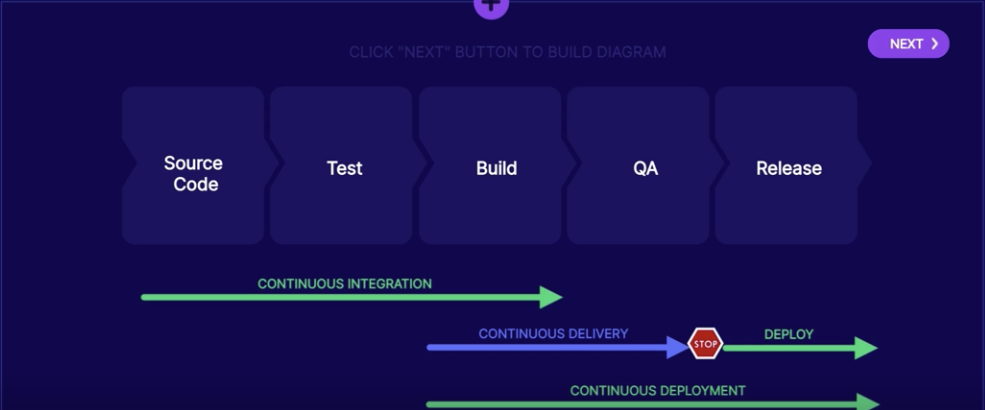 CLICK "NEXT" BUTTON TO BUILD DIAGRAM
NEXT
Source
Code
Test
Build
QA
Release
CONTINUOUS INTEGRATION
CONTINUOUS DELIVERY
STOP
DEPLOY
CONTINUOUS DEPLOYMENT